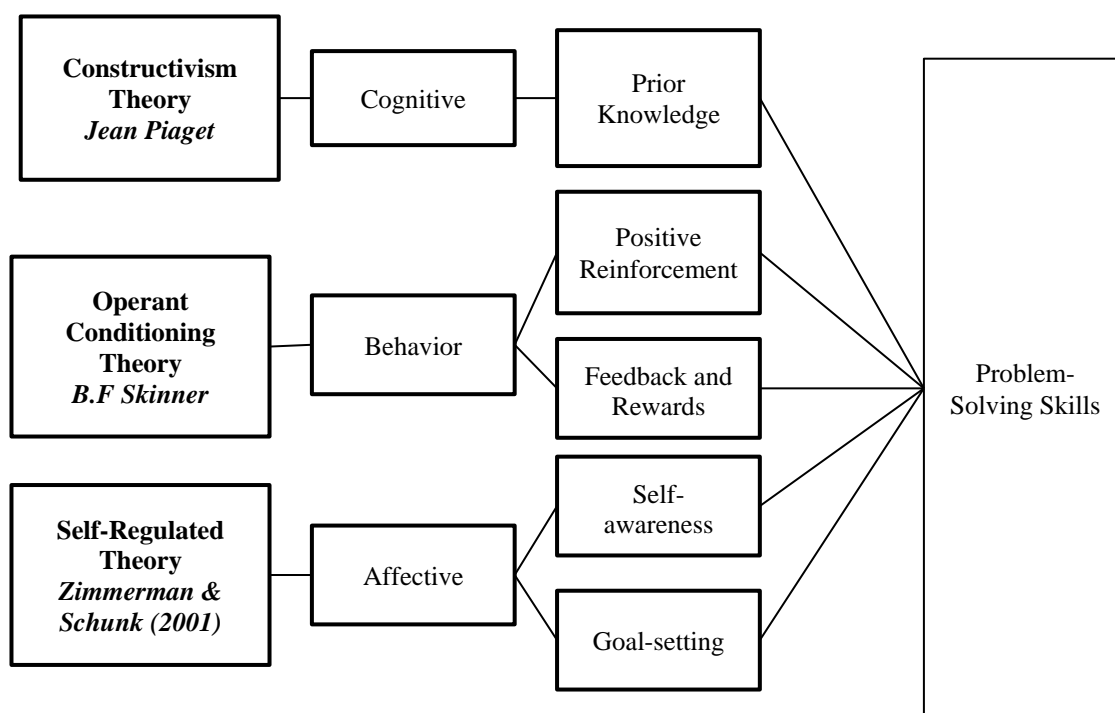 Constructivism
Theory
Jean Piaget
Cognitive
Prior
Knowledge
Operant
Conditioning
Theory
B.F Skinner
Behavior
Positive
Reinforcement
Feedback and
Rewards
Self-Regulated
Theory
Zimmerman &
Schunk (2001)
Affective
Self-
awareness
Goal-setting
Problem-
Solving Skills